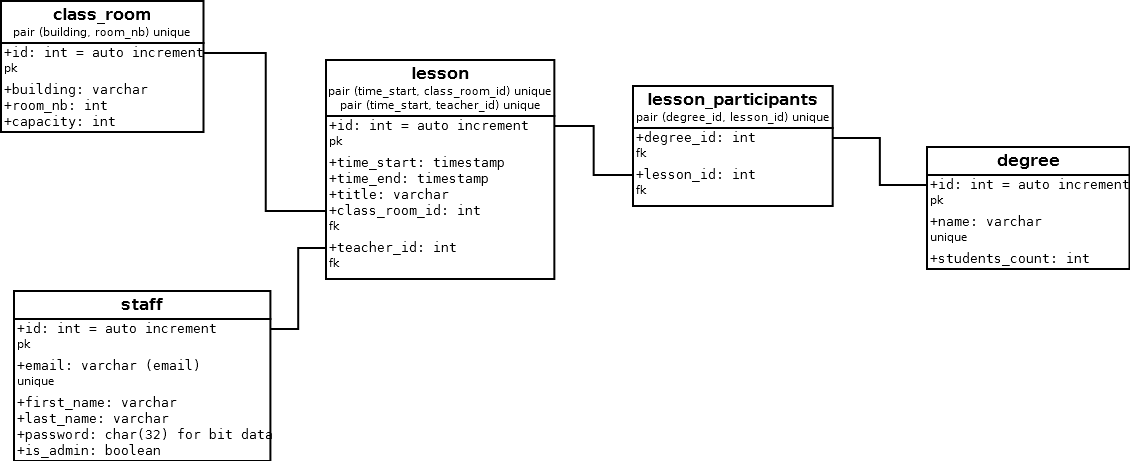 class_room
pair (building, room_nb) unique
+id: int = auto increment
pk
+building: varchar
+room_nb: int
+capacity: int
lesson
pair (time_start, class_room_id) unique
pair (time_start, teacher_id) unique
+id: int = auto increment
pk
+time_start: timestamp
+time_end: timestamp
+title: varchar
+class_room_id: int
fk
+teacher_id: int
fk
lesson_participants
pair (degree_id, lesson_id) unique
+degree_id: int
fk
+lesson_id: int
fk
degree
+id: int = auto increment
pk
+name: varchar
unique
+students_count: int
staff
+id: int = auto increment
pk
+email: varchar (email)
unique
+first_name: varchar
+last_name: varchar
+password: char(32) for bit data
+is_admin: boolean